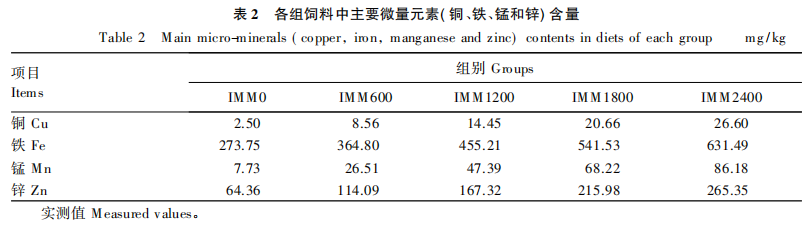 表 2 各组饲料中主要微量元素( 铜、铁、锰和锌) 含量
Table 2 Main micro-minerals ( copper, iron, manganese and zinc) contents in diets of each group mg/kg
项目 组别 Groups
Items IMM0 IMM600 IMM1200 IMM1800 IMM2400
铜 Cu 2.50 8.56 14.45 20.66 26.60
铁 Fe 273.75 364.80 455.21 541.53 631.49
锰 Mn 7.73 26.51 47.39 68.22 86.18
锌 Zn 64.36 114.09 167.32 215.98 265.35
实测值 Measured values。